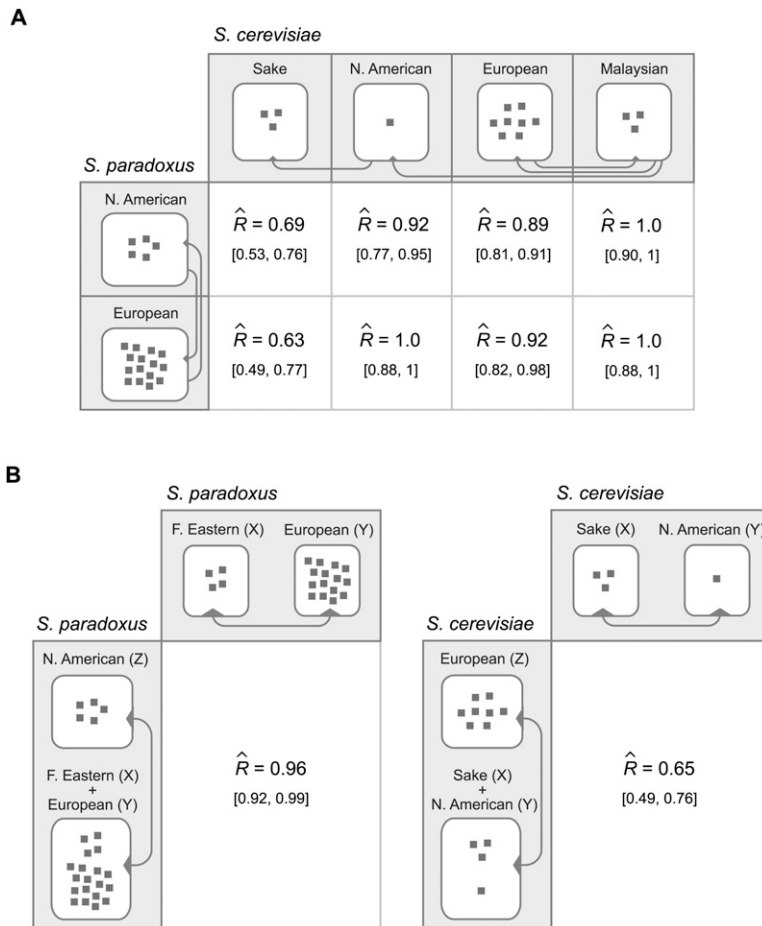 A
S. cerevisiae
Sake N. American European Malaysian
S. paradoxus
N. American
R̂ = 0.69 R̂ = 0.92 R̂ = 0.89 R̂ = 1.0
[0.53, 0.76] [0.77, 0.95] [0.81, 0.91] [0.90, 1]
European
R̂ = 0.63 R̂ = 1.0 R̂ = 0.92 R̂ = 1.0
[0.49, 0.77] [0.88, 1] [0.82, 0.98] [0.88, 1]
B
S. paradoxus
F. Eastern (X) European (Y)
S. paradoxus
N. American (Z)
F. Eastern (X)
+
European (Y)
R̂ = 0.96
[0.92, 0.99]
S. cerevisiae
Sake (X) N. American (Y)
S. cerevisiae
European (Z)
Sake (X)
+
N. American (Y)
R̂ = 0.65
[0.49, 0.76]